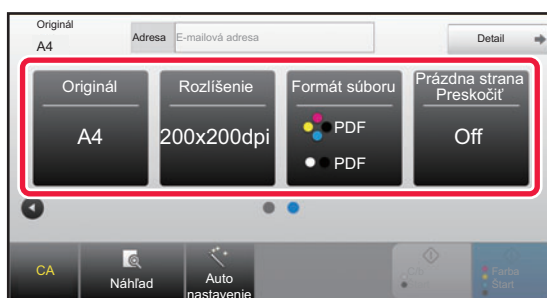 Originál
A4
Adresa
E-mailová adresa
Detail
Originál
A4
Rozlíšenie
200x200dpi
Formát súboru
PDF
PDF
Prázdna strana
Preskočiť
Off
CA
Náhľad
Auto
nastavenie
Farba
Štart